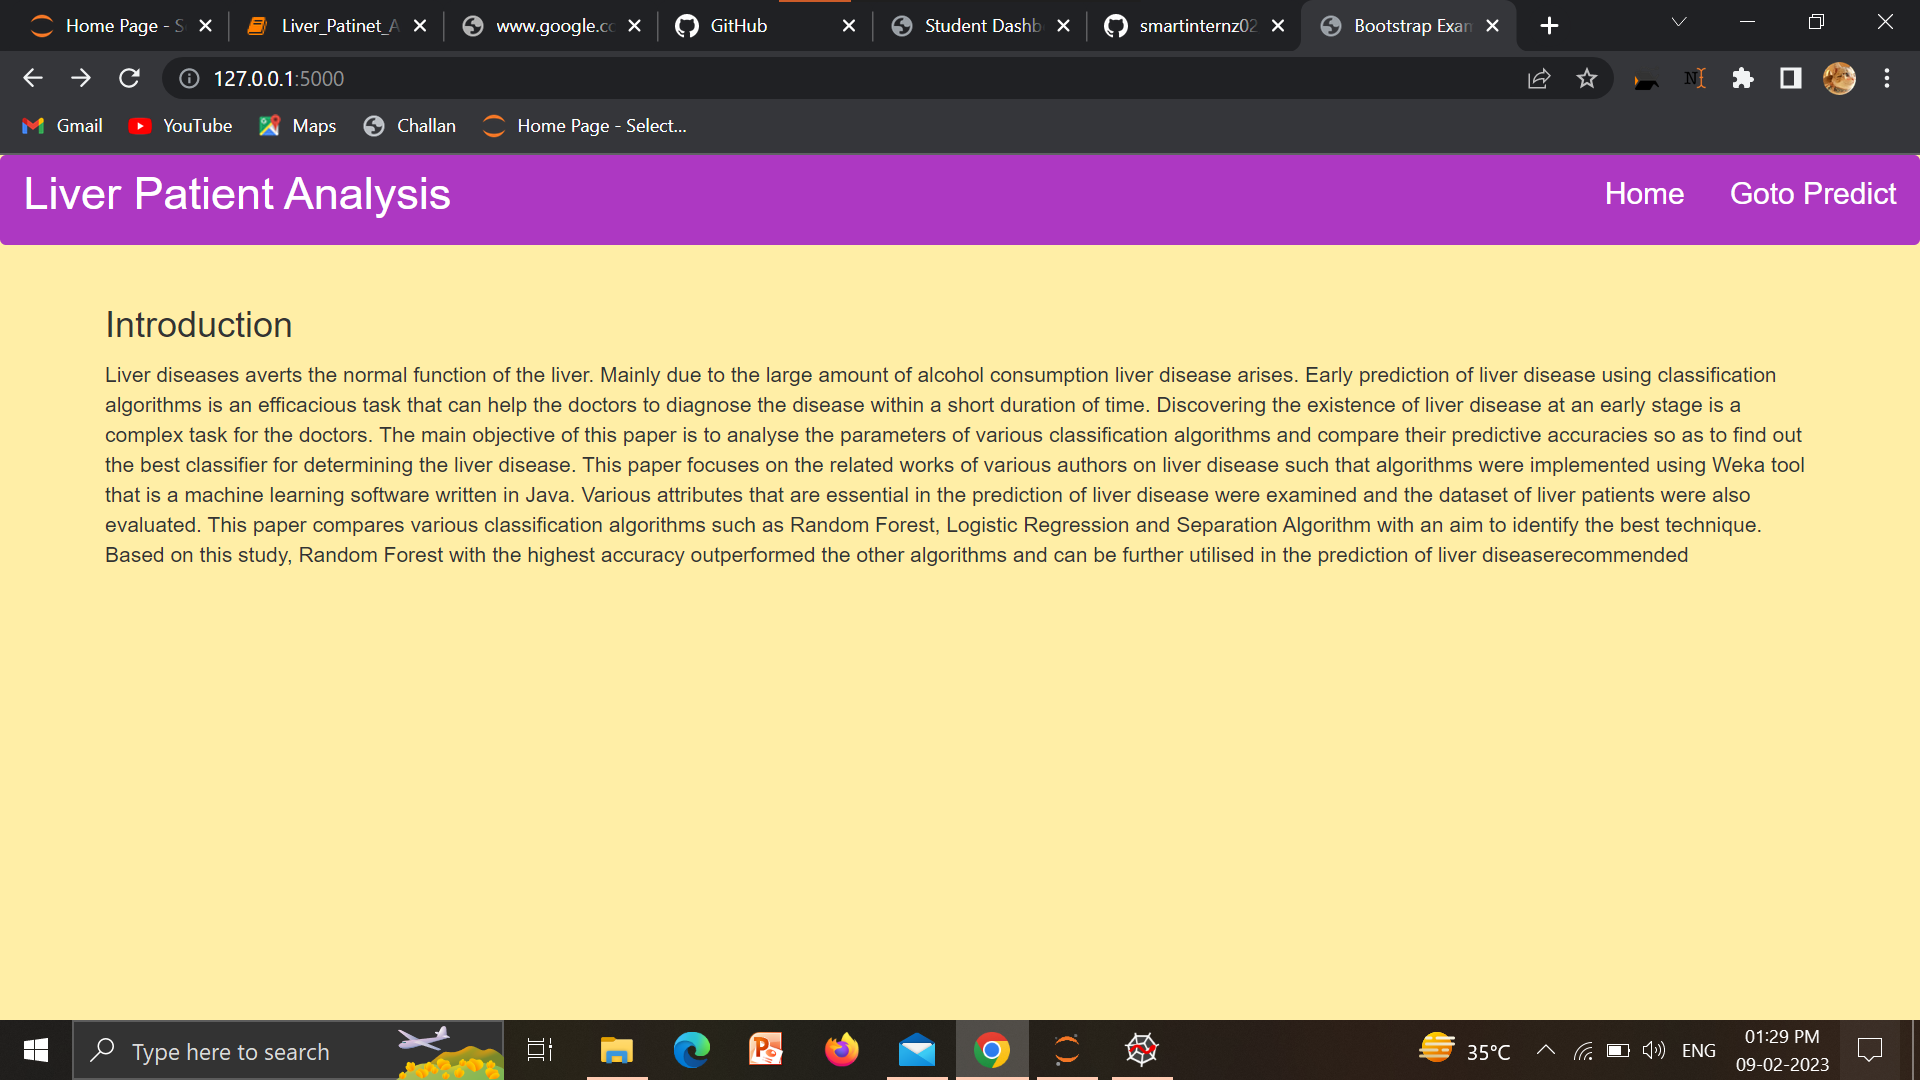 Home Page - S
Liver_Patinet_A
www.google.co
GitHub
Student Dashb
smartinternz02
Bootstrap Exam
127.0.0.1:5000
Gmail
YouTube
Maps
Challan
Home Page - Select...
Liver Patient Analysis
Home
Goto Predict
Introduction
Liver diseases averts the normal function of the liver. Mainly due to the large amount of alcohol consumption liver disease arises. Early prediction of liver disease using classification
algorithms is an efficacious task that can help the doctors to diagnose the disease within a short duration of time. Discovering the existence of liver disease at an early stage is a
complex task for the doctors. The main objective of this paper is to analyse the parameters of various classification algorithms and compare their predictive accuracies so as to find out
the best classifier for determining the liver disease. This paper focuses on the related works of various authors on liver disease such that algorithms were implemented using Weka tool
that is a machine learning software written in Java. Various attributes that are essential in the prediction of liver disease were examined and the dataset of liver patients were also
evaluated. This paper compares various classification algorithms such as Random Forest, Logistic Regression and Separation Algorithm with an aim to identify the best technique.
Based on this study, Random Forest with the highest accuracy outperformed the other algorithms and can be further utilised in the prediction of liver diseaserecommended
Type here to search
35°C
ENG
01:29 PM
09-02-2023